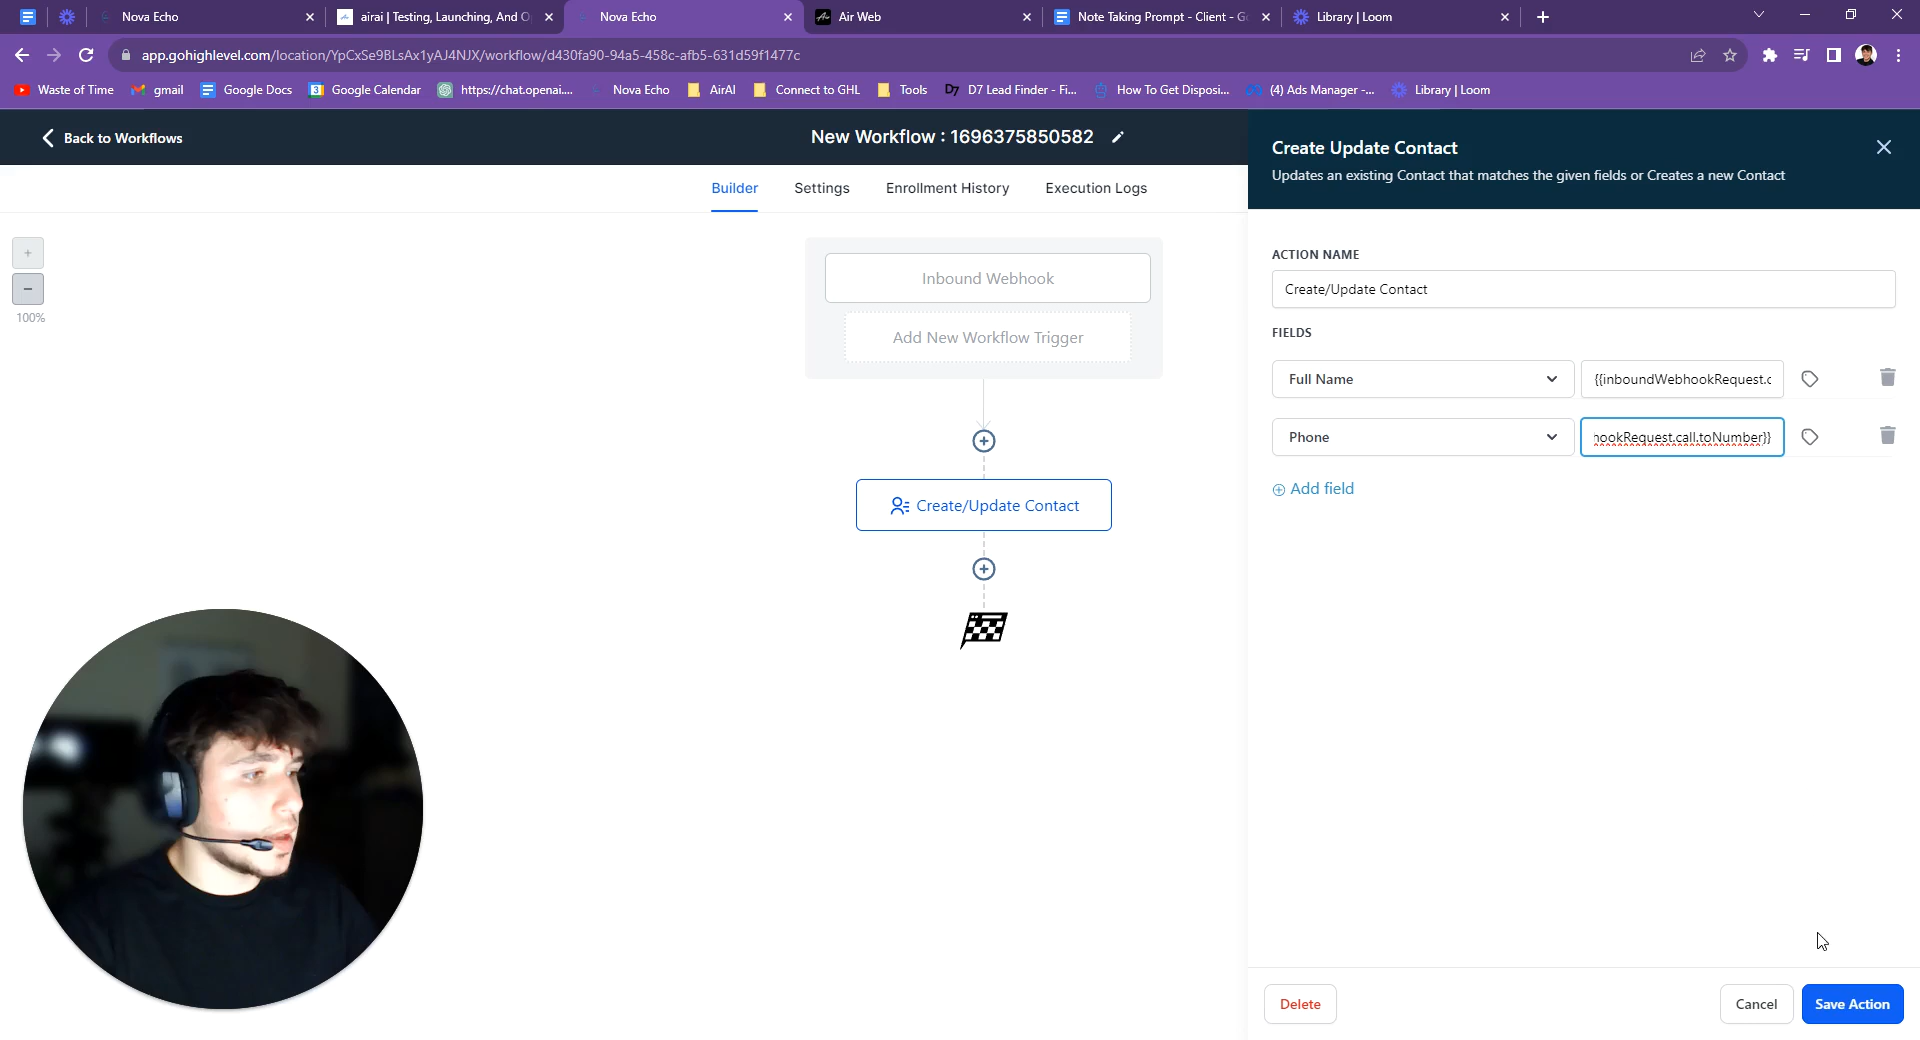 Nova Echo
airai | Testing, Launching, And O
Nova Echo
Air Web
Note Taking Prompt - Client - G
Library | Loom
app.gohighlevel.com/location/YpCxSe9BLsAx1yAJ4NJX/workflow/d430fa90-94a5-458c-afb5-631d59f1477c
Waste of Time
gmail
Google Docs
Google Calendar
https://chat.openai....
Nova Echo
AirAI
Connect to GHL
Tools
D7 Lead Finder - Fi...
How To Get Disposi...
(4) Ads Manager -...
Library | Loom
Back to Workflows
New Workflow : 1696375850582
Builder
Settings
Enrollment History
Execution Logs
+
−
100%
Inbound Webhook
Add New Workflow Trigger
Create/Update Contact
Create Update Contact
Updates an existing Contact that matches the given fields or Creates a new Contact
ACTION NAME
Create/Update Contact
FIELDS
Full Name
{{inboundWebhookRequest.c
Phone
hookRequest.call.toNumber}}
Add field
Delete
Cancel
Save Action